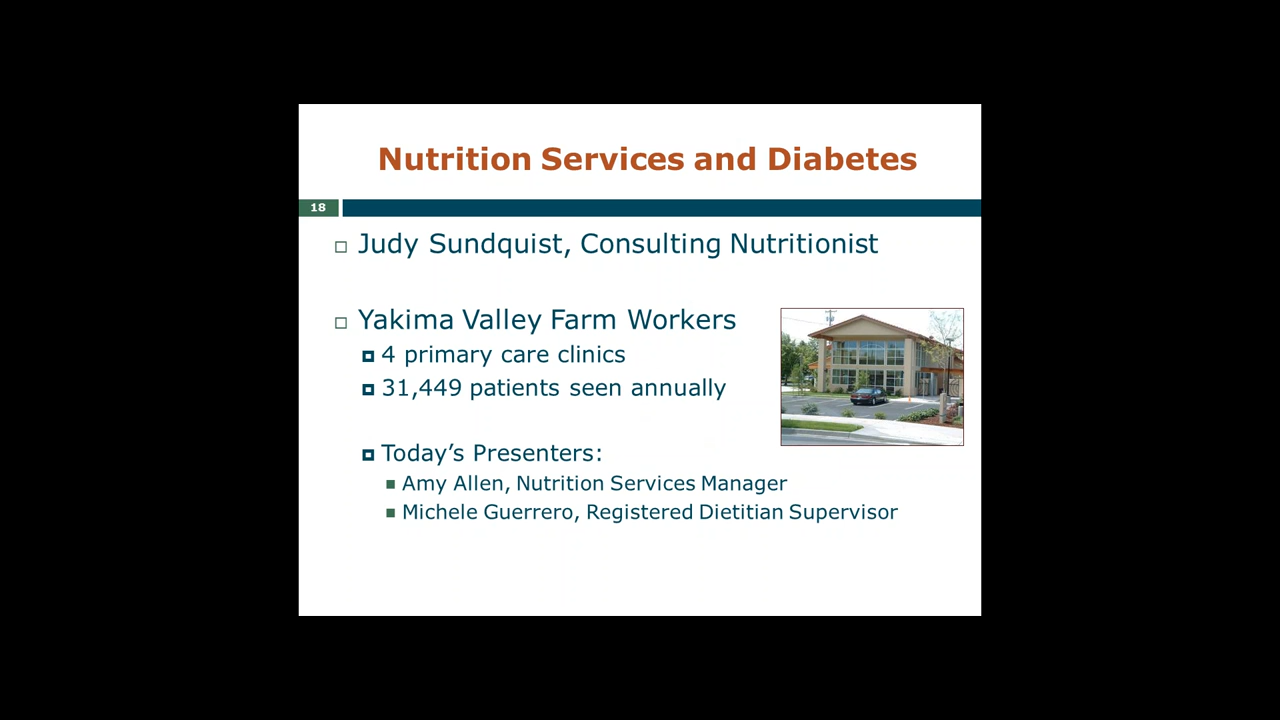 Nutrition Services and Diabetes
18
Judy Sundquist, Consulting Nutritionist
Yakima Valley Farm Workers
4 primary care clinics
31,449 patients seen annually
Today’s Presenters:
Amy Allen, Nutrition Services Manager
Michele Guerrero, Registered Dietitian Supervisor